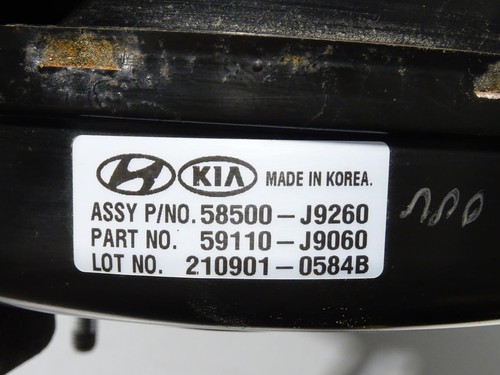 KIA MADE IN KOREA.
ASSY P/NO. 58500-J9260
PART NO. 59110-J9060
LOT NO. 210901-0584B